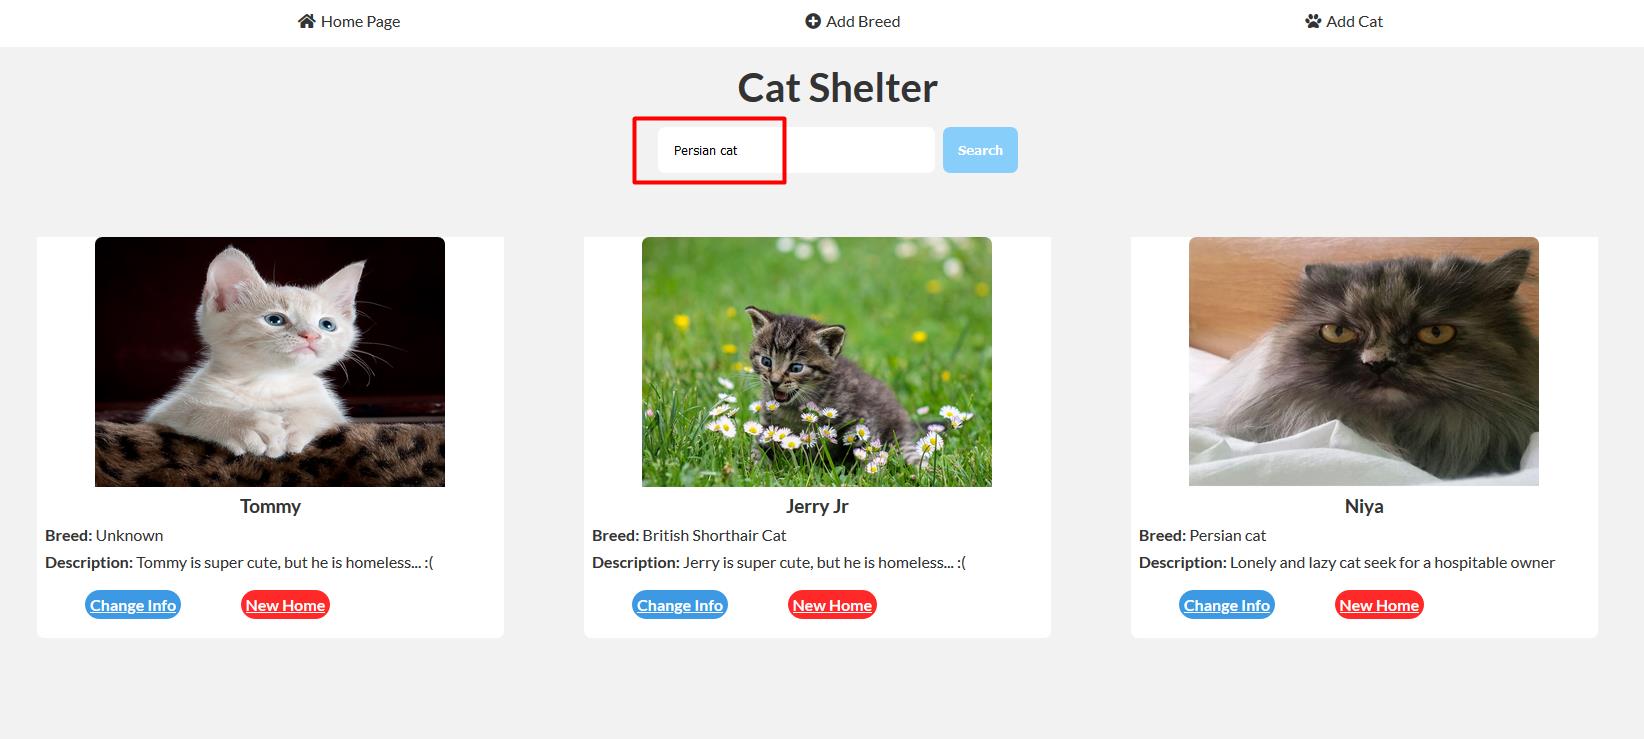 Home Page
Add Breed
Add Cat
Cat Shelter
Persian cat
Search
Tommy
Breed: Unknown
Description: Tommy is super cute, but he is homeless... :(
Change Info
New Home
Jerry Jr
Breed: British Shorthair Cat
Description: Jerry is super cute, but he is homeless... :(
Change Info
New Home
Niya
Breed: Persian cat
Description: Lonely and lazy cat seek for a hospitable owner
Change Info
New Home